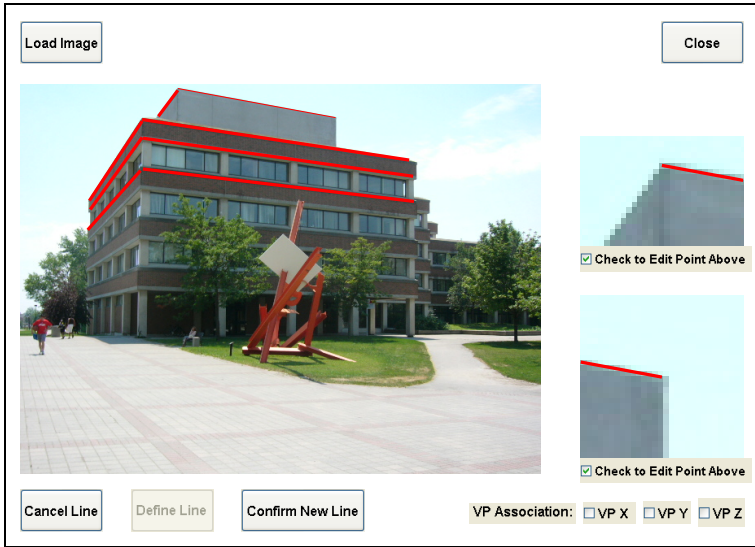 Load Image
Close
Check to Edit Point Above
Check to Edit Point Above
Cancel Line
Define Line
Confirm New Line
VP Association:
VP X
VP Y
VP Z